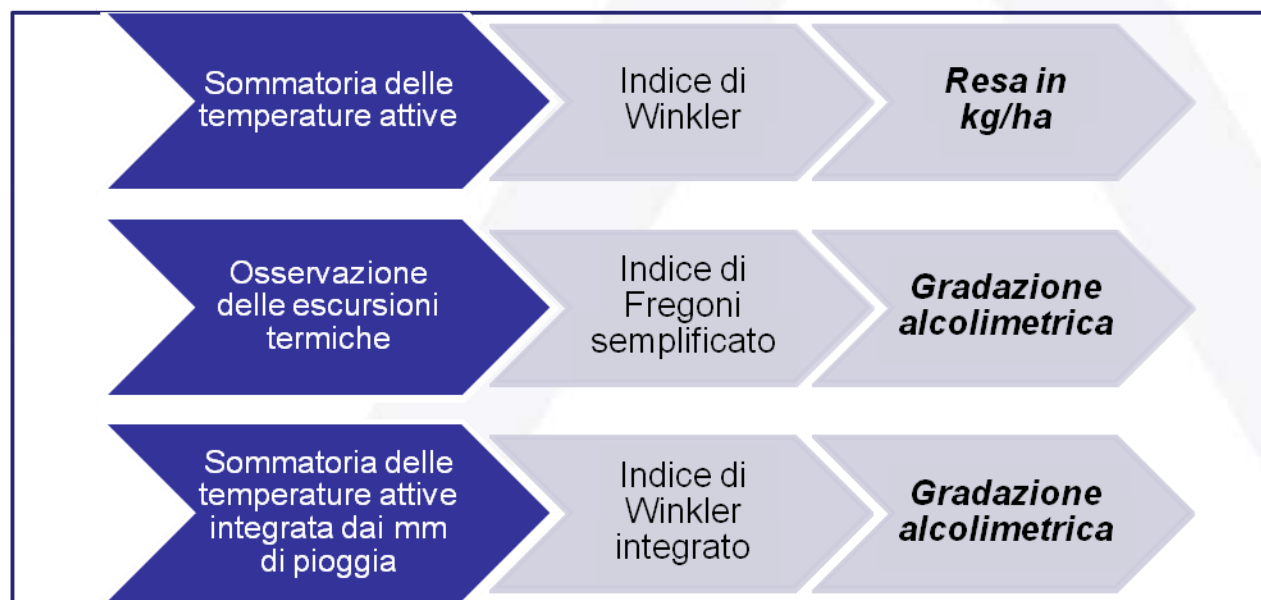 Sommatoria delle
temperature attive
Indice di
Winkler
Resa in
kg/ha
Osservazione
delle escursioni
termiche
Indice di
Fregoni
semplificato
Gradazione
alcolimetrica
Sommatoria delle
temperature attive
integrata dai mm
di pioggia
Indice di
Winkler
integrato
Gradazione
alcolimetrica